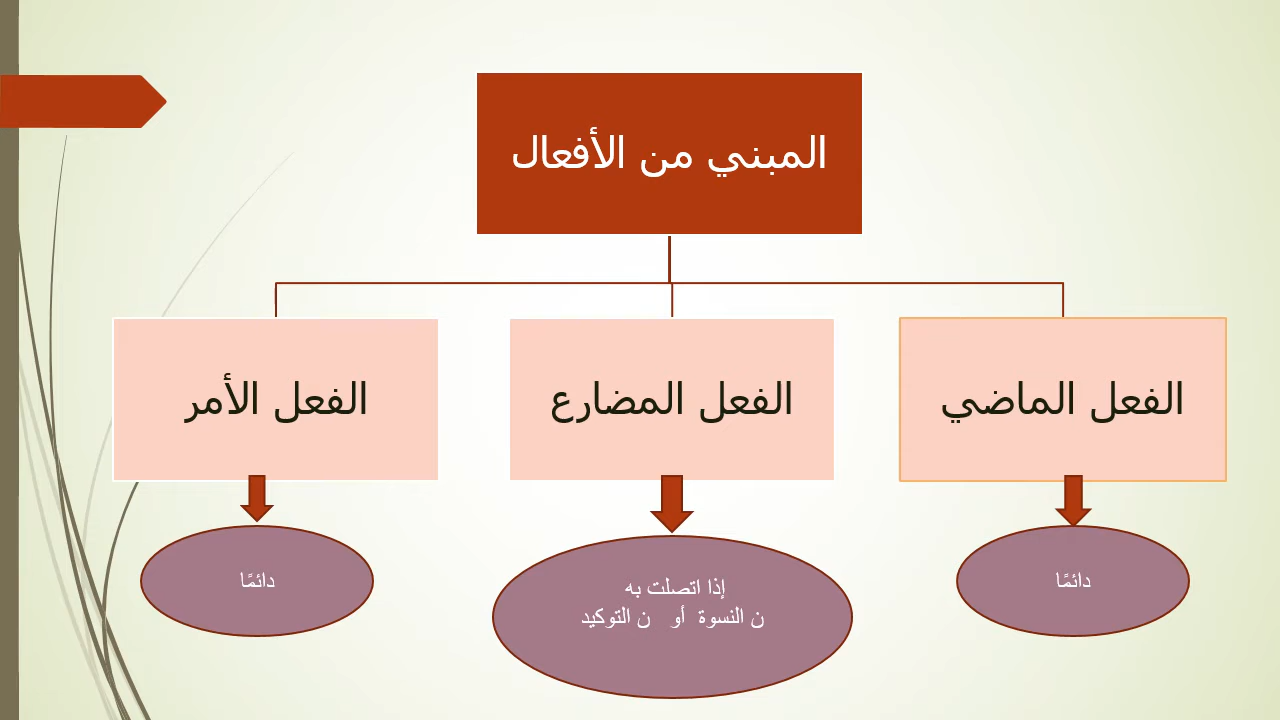 المبني من الأفعال
الفعل الماضي
الفعل المضارع
الفعل الأمر
دائمًا
إذا اتصلت به
ن النسوة أو ن التوكيد
دائمًا